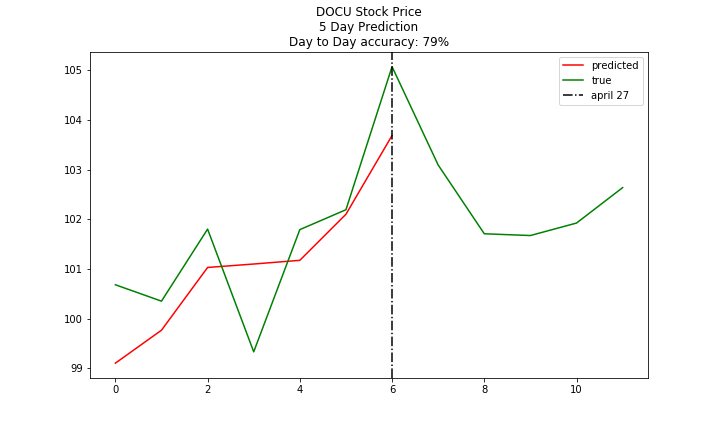 DOCU Stock Price
5 Day Prediction
Day to Day accuracy: 79%
predicted
true
april 27
105
104
103
102
101
100
99
0 2 4 6 8 10